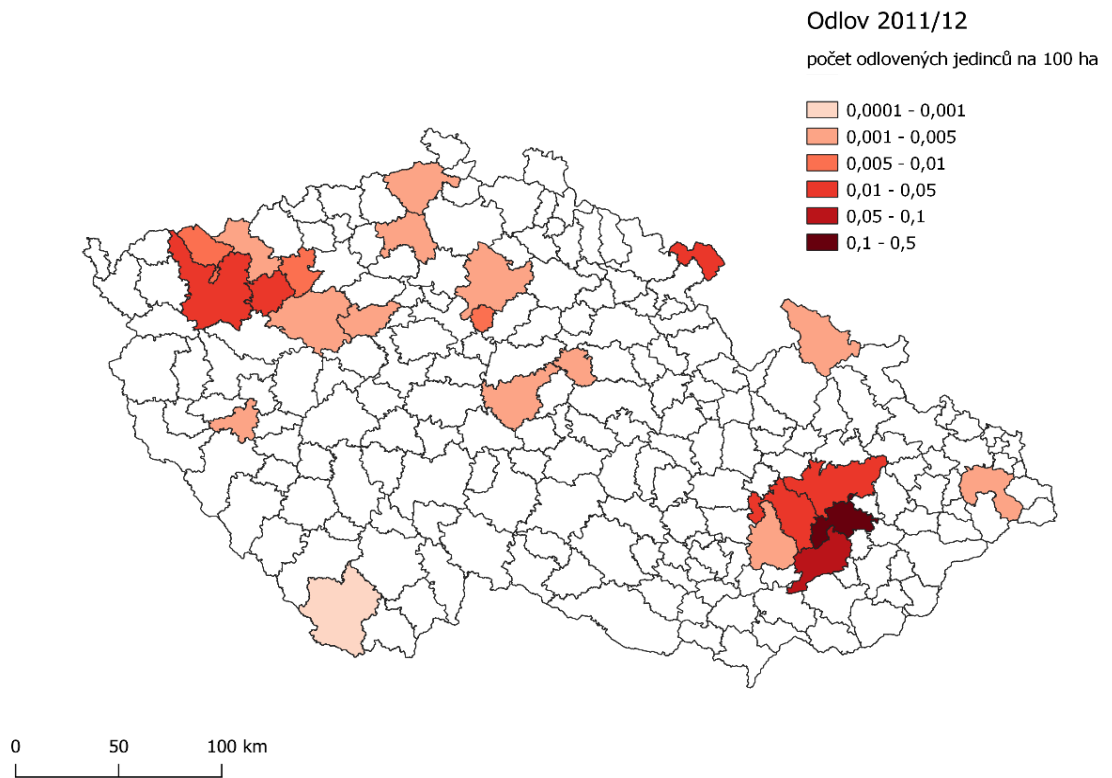 Odlov 2011/12
počet odlovených jedinců na 100 ha
0,0001 - 0,001
0,001 - 0,005
0,005 - 0,01
0,01 - 0,05
0,05 - 0,1
0,1 - 0,5
0 50 100 km